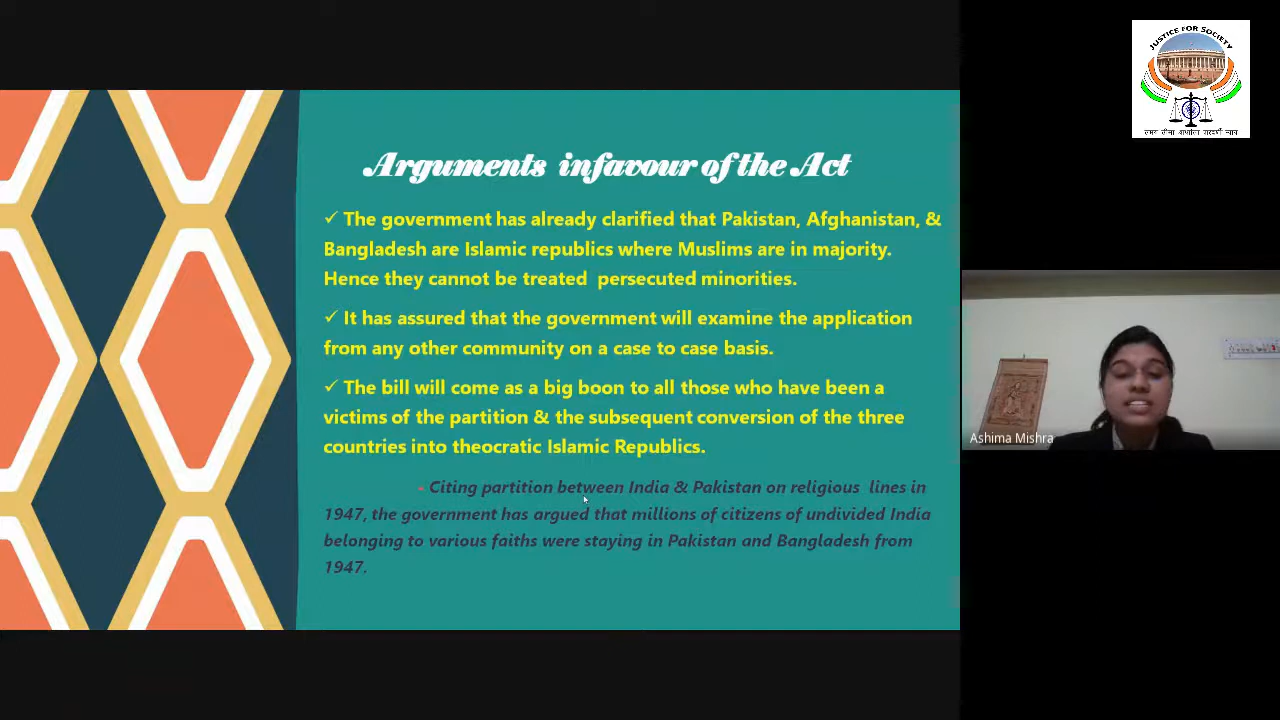 JUSTICE FOR SOCIETY
Arguments infavour of the Act
✓ The government has already clarified that Pakistan, Afghanistan, &
Bangladesh are Islamic republics where Muslims are in majority.
Hence they cannot be treated persecuted minorities.
✓ It has assured that the government will examine the application
from any other community on a case to case basis.
✓ The bill will come as a big boon to all those who have been a
victims of the partition & the subsequent conversion of the three
countries into theocratic Islamic Republics.
- Citing partition between India & Pakistan on religious lines in
1947, the government has argued that millions of citizens of undivided India
belonging to various faiths were staying in Pakistan and Bangladesh from
1947.
Ashima Mishra